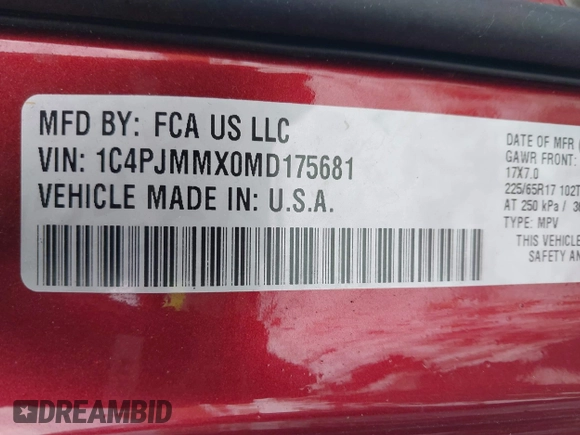 MFD BY: FCA US LLC
VIN: 1C4PJMMX0MD175681
VEHICLE MADE IN: U.S.A.
DATE OF MFR
GAWR FRONT:
17X7.0
225/65R17 102T
AT 250 kPa /
TYPE: MPV
THIS VEHICLE
SAFETY
DREAMBID